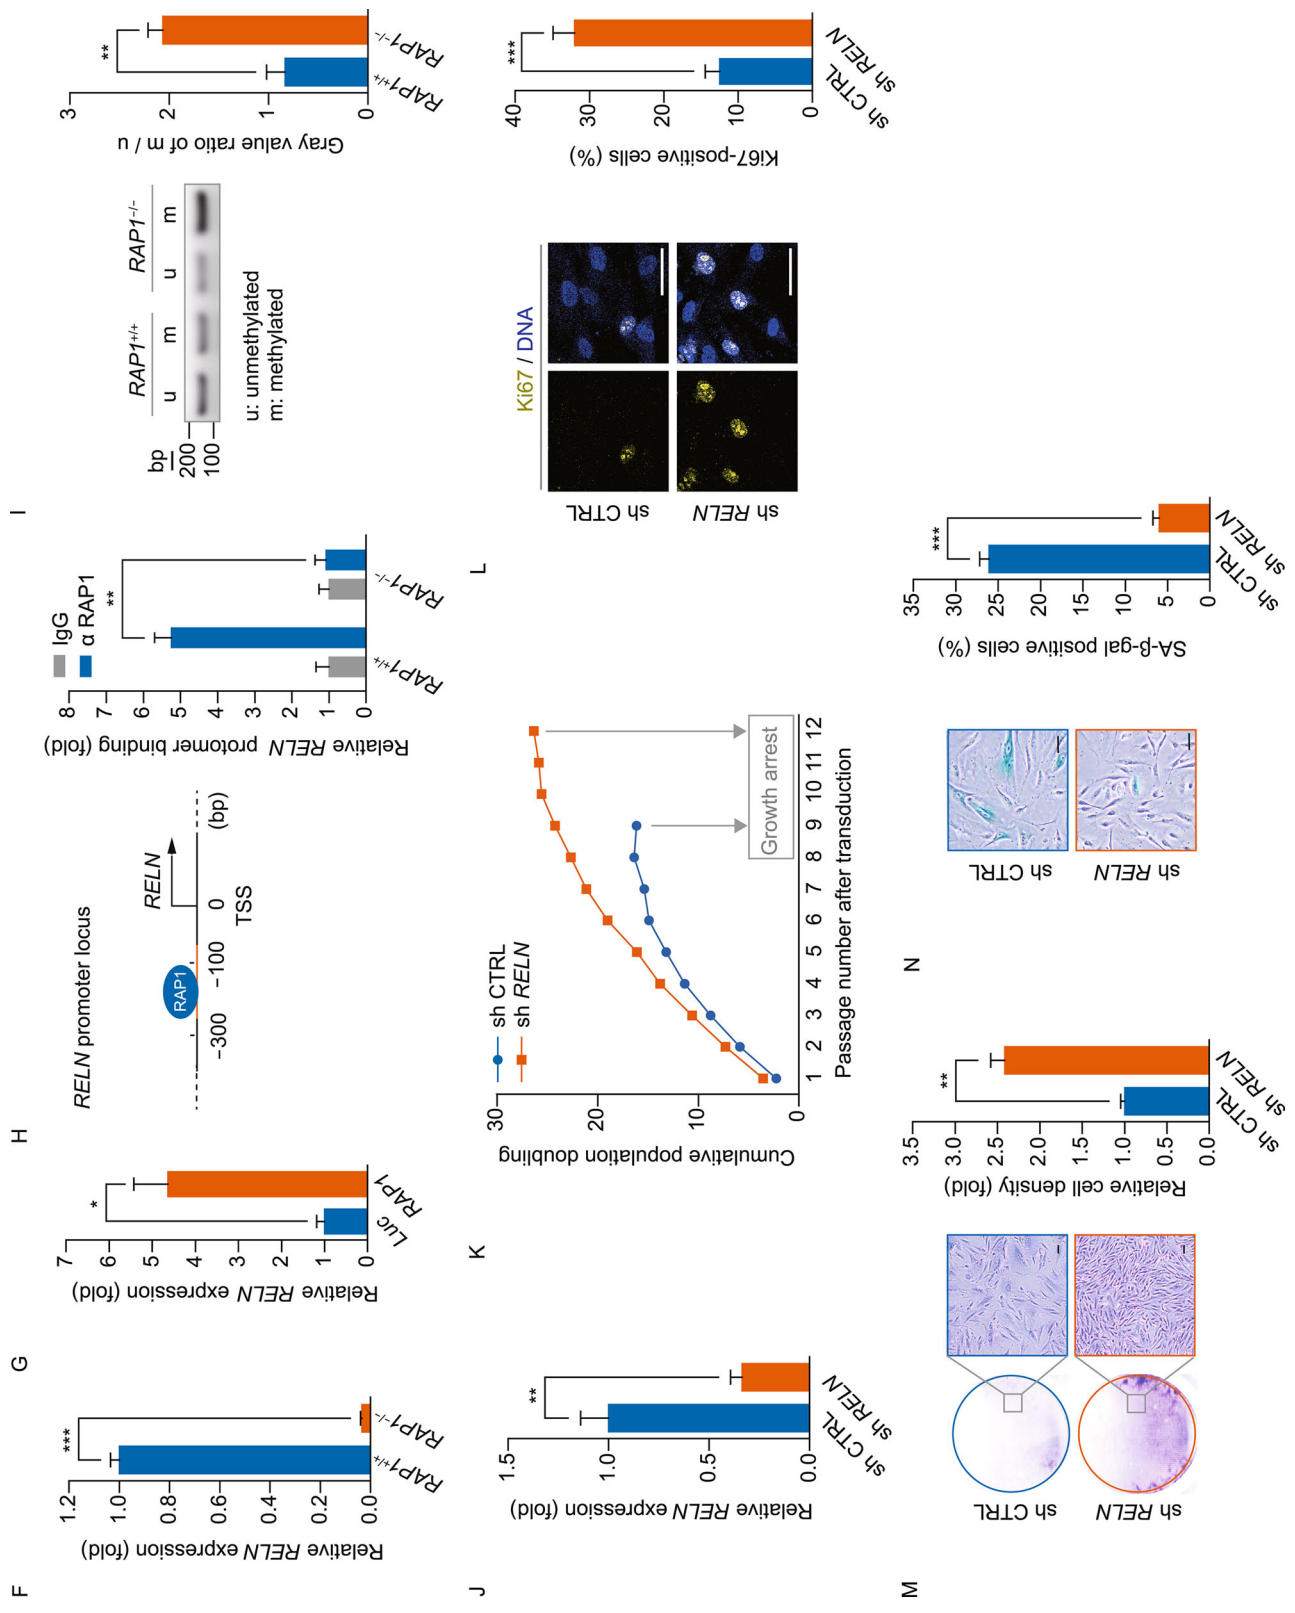 F
Relative RELN expression (fold)
1.2
1.0
0.8
0.6
0.4
0.2
0.0
***
RAP1+/+
RAP1−/−
G
Relative RELN expression (fold)
7
6
5
4
3
2
1
0
*
Luc
RAP1
H
RELN promoter locus
RAP1
RELN
−300
−100
0
(bp)
TSS
Relative RELN protomer binding (fold)
8
7
6
5
4
3
2
1
0
IgG
α RAP1
**
RAP1+/+
RAP1−/−
I
RAP1+/+
RAP1−/−
bp
u
m
u
m
200
100
u: unmethylated
m: methylated
Gray value ratio of m / u
3
2
1
0
**
RAP1+/+
RAP1−/−
J
Relative RELN expression (fold)
1.5
1.0
0.5
0.0
**
sh CTRL
sh RELN
K
Cumulative population doubling
30
20
10
0
sh CTRL
sh RELN
Growth arrest
1 2 3 4 5 6 7 8 9 10 11 12
Passage number after transduction
L
Ki67 / DNA
sh CTRL
sh RELN
Ki67-positive cells (%)
40
30
20
10
0
***
sh CTRL
sh RELN
M
sh CTRL
sh RELN
Relative cell density (fold)
3.5
3.0
2.5
2.0
1.5
1.0
0.5
0.0
**
sh CTRL
sh RELN
N
sh CTRL
sh RELN
SA-β-gal positive cells (%)
35
30
25
20
15
10
5
0
***
sh CTRL
sh RELN